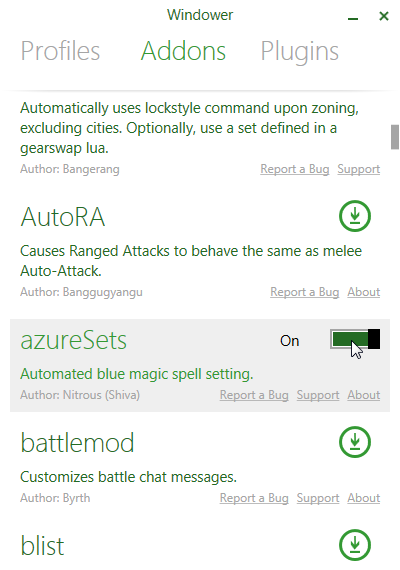 Windower
Profiles Addons Plugins
Automatically uses lockstyle command upon zoning,
excluding cities. Optionally, use a set defined in a
gearswap lua.
Author: Bangerang Report a Bug Support
AutoRA
Causes Ranged Attacks to behave the same as melee
Auto-Attack.
Author: Banggugyangu Report a Bug About
azureSets On
Automated blue magic spell setting.
Author: Nitrous (Shiva) Report a Bug Support About
battlemod
Customizes battle chat messages.
Author: Byrth Report a Bug Support About
blist